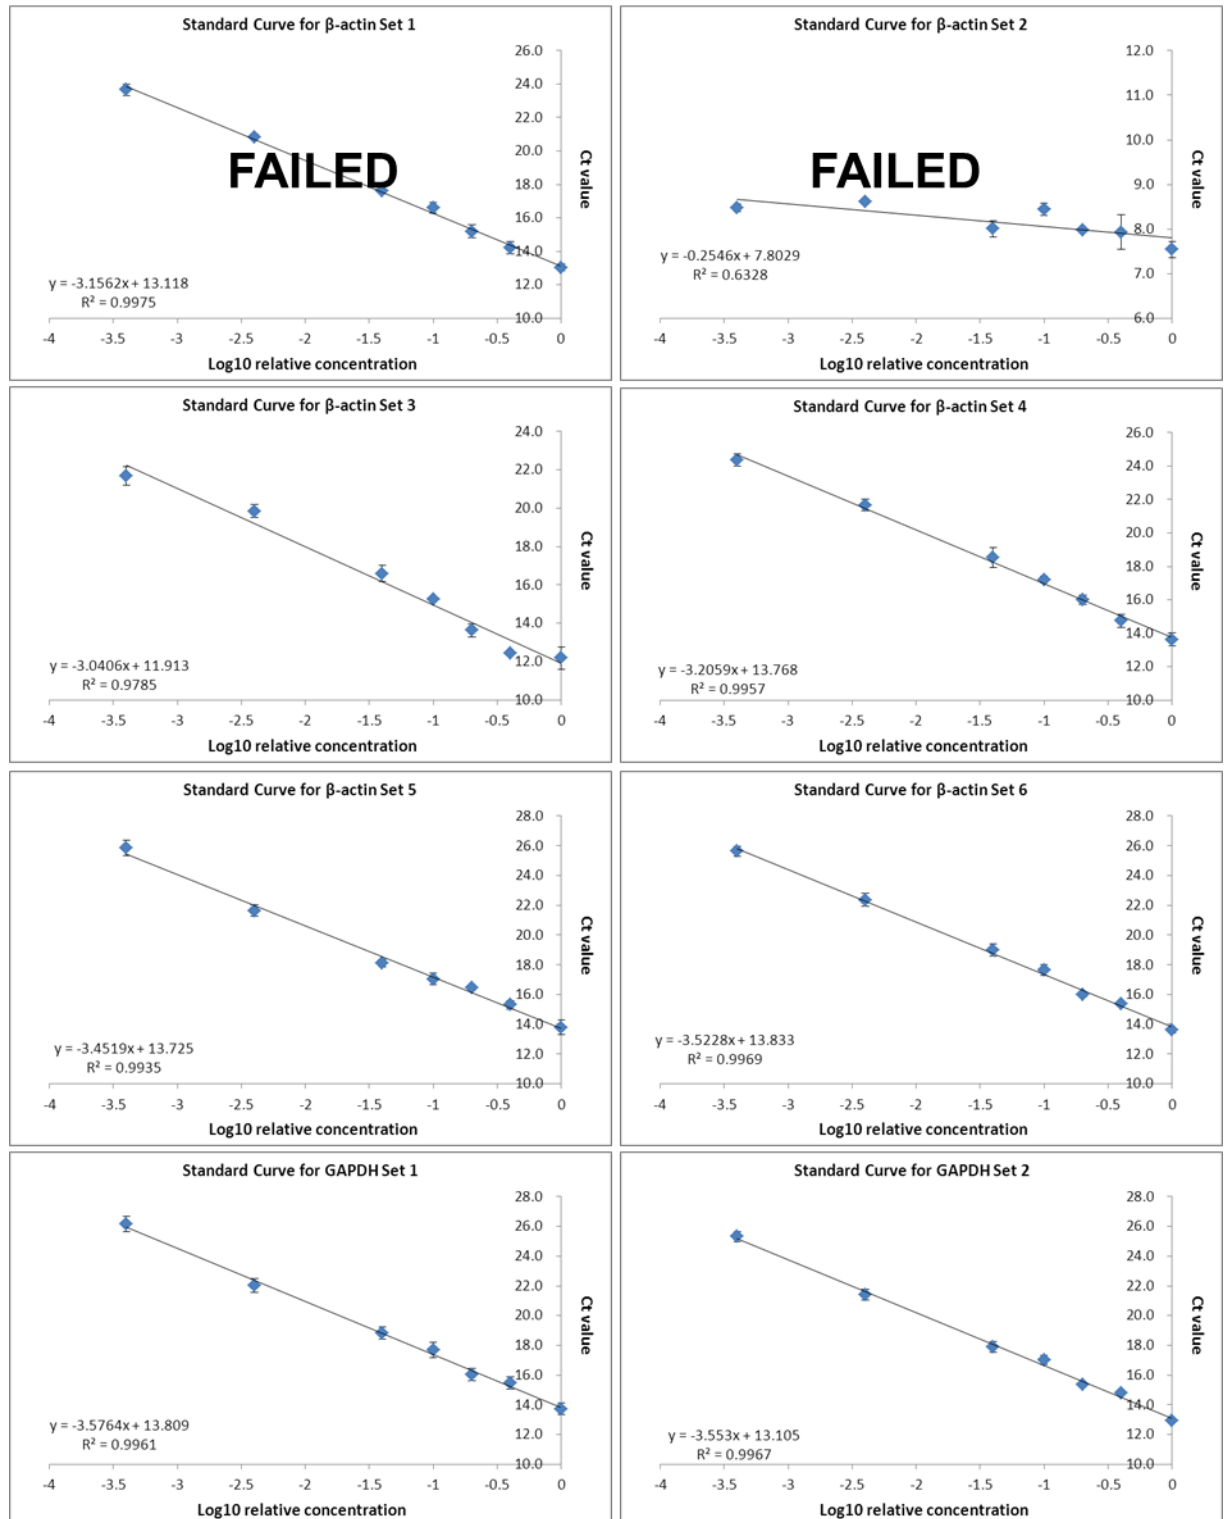 Standard Curve for β-actin Set 1
26.0
24.0
22.0
20.0
18.0
16.0
14.0
12.0
10.0
Ct value
FAILED
y = -3.1562x + 13.118
R² = 0.9975
-4 -3.5 -3 -2.5 -2 -1.5 -1 -0.5 0
Log10 relative concentration
Standard Curve for β-actin Set 2
12.0
11.0
10.0
9.0
8.0
7.0
6.0
Ct value
FAILED
y = -0.2546x + 7.8029
R² = 0.6328
-4 -3.5 -3 -2.5 -2 -1.5 -1 -0.5 0
Log10 relative concentration
Standard Curve for β-actin Set 3
24.0
22.0
20.0
18.0
16.0
14.0
12.0
10.0
Ct value
y = -3.0406x + 11.913
R² = 0.9785
-4 -3.5 -3 -2.5 -2 -1.5 -1 -0.5 0
Log10 relative concentration
Standard Curve for β-actin Set 4
26.0
24.0
22.0
20.0
18.0
16.0
14.0
12.0
10.0
Ct value
y = -3.2059x + 13.768
R² = 0.9957
-4 -3.5 -3 -2.5 -2 -1.5 -1 -0.5 0
Log10 relative concentration
Standard Curve for β-actin Set 5
28.0
26.0
24.0
22.0
20.0
18.0
16.0
14.0
12.0
10.0
Ct value
y = -3.4519x + 13.725
R² = 0.9935
-4 -3.5 -3 -2.5 -2 -1.5 -1 -0.5 0
Log10 relative concentration
Standard Curve for β-actin Set 6
28.0
26.0
24.0
22.0
20.0
18.0
16.0
14.0
12.0
10.0
Ct value
y = -3.5228x + 13.833
R² = 0.9969
-4 -3.5 -3 -2.5 -2 -1.5 -1 -0.5 0
Log10 relative concentration
Standard Curve for GAPDH Set 1
28.0
26.0
24.0
22.0
20.0
18.0
16.0
14.0
12.0
10.0
Ct value
y = -3.5764x + 13.809
R² = 0.9961
-4 -3.5 -3 -2.5 -2 -1.5 -1 -0.5 0
Log10 relative concentration
Standard Curve for GAPDH Set 2
28.0
26.0
24.0
22.0
20.0
18.0
16.0
14.0
12.0
10.0
Ct value
y = -3.553x + 13.105
R² = 0.9967
-4 -3.5 -3 -2.5 -2 -1.5 -1 -0.5 0
Log10 relative concentration